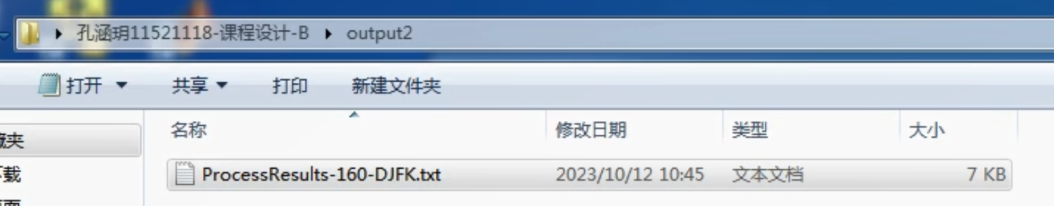 孔涵玥11521118-课程设计-B output2
打开 共享 打印 新建文件夹
名称 修改日期 类型 大小
ProcessResults-160-DJFK.txt 2023/10/12 10:45 文本文档 7 KB